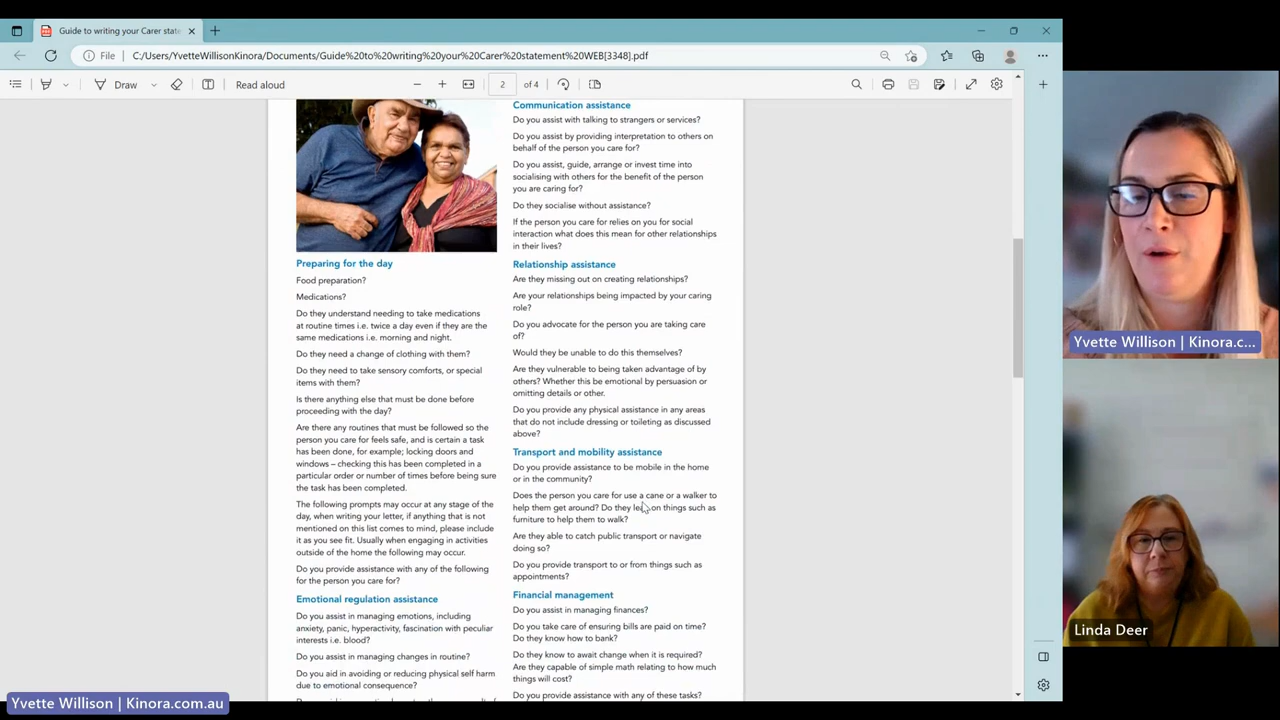 Guide to writing your Carer state
File
C:/Users/YvetteWillisonKinora/Documents/Guide%20to%20writing%20your%20Carer%20statement%20WEB[3348].pdf
Draw
2
of 4
Read aloud
Preparing for the day
Food preparation?
Medications?
Do they understand needing to take medications
at routine times i.e. twice a day even if they are the
same medications i.e. morning and night.
Do they need a change of clothing with them?
Do they need to take sensory comforts, or special
items with them?
Is there anything else that must be done before
proceeding with the day?
Are there any routines that must be followed so the
person you care for feels safe, and is certain a task
has been done, for example; locking doors and
windows – checking this has been completed in a
particular order or number of times before being sure
the task has been completed.
The following prompts may occur at any stage of the
day, when writing your letter, if anything that is not
mentioned on this list comes to mind, please include
it as you see fit. Usually when engaging in activities
outside of the home the following may occur.
Do you provide assistance with any of the following
for the person you care for?
Emotional regulation assistance
Do you assist in managing emotions, including
anxiety, panic, hyperactivity, fascination with peculiar
interests i.e. blood?
Do you assist in managing changes in routine?
Do you aid in avoiding or reducing physical self harm
due to emotional consequence?
Communication assistance
Do you assist with talking to strangers or services?
Do you assist by providing interpretation to others on
behalf of the person you care for?
Do you assist, guide, arrange or invest time into
socialising with others for the benefit of the person
you are caring for?
Do they socialise without assistance?
If the person you care for relies on you for social
interaction what does this mean for other relationships
in their lives?
Relationship assistance
Are they missing out on creating relationships?
Are your relationships being impacted by your caring
role?
Do you advocate for the person you are taking care
of?
Would they be unable to do this themselves?
Are they vulnerable to being taken advantage of by
others? Whether this be emotional by persuasion or
omitting details or other.
Do you provide any physical assistance in any areas
that do not include dressing or toileting as discussed
above?
Transport and mobility assistance
Do you provide assistance to be mobile in the home
or in the community?
Does the person you care for use a cane or a walker to
help them get around? Do they lean on things such as
furniture to help them to walk?
Are they able to catch public transport or navigate
doing so?
Do you provide transport to or from things such as
appointments?
Financial management
Do you assist in managing finances?
Do you take care of ensuring bills are paid on time?
Do they know how to bank?
Do they know to await change when it is required?
Are they capable of simple math relating to how much
things will cost?
Do you provide assistance with any of these tasks?
Yvette Willison | Kinora.c...
Linda Deer
Yvette Willison | Kinora.com.au